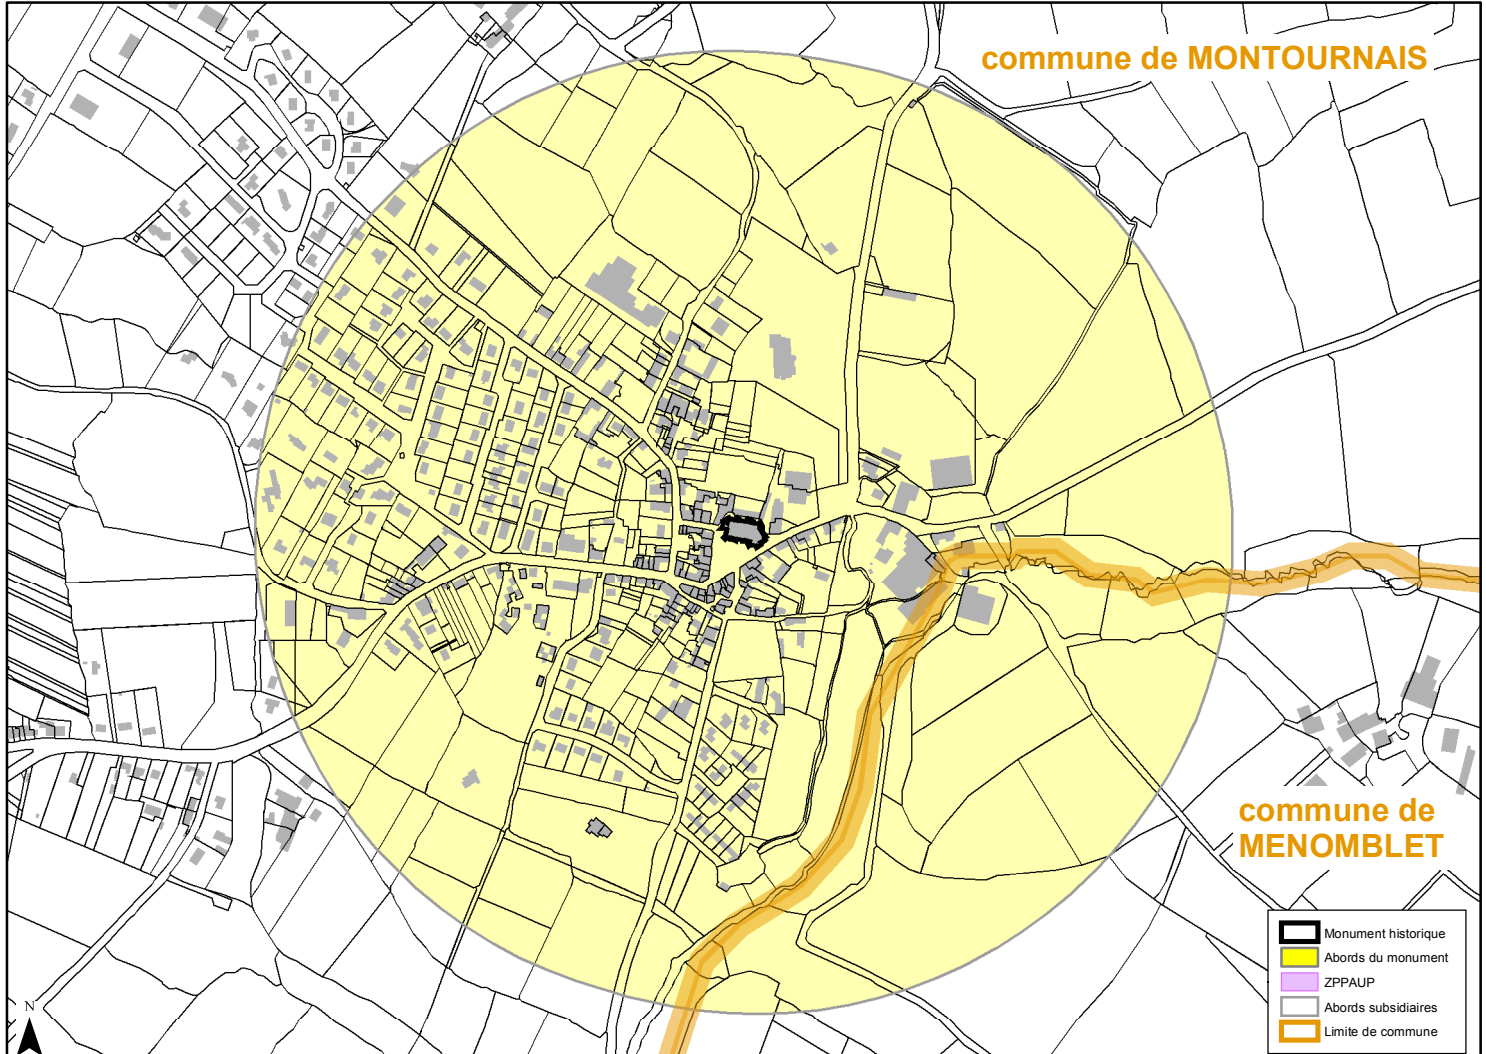 commune de MONTOURNAIS
commune de
MENOMBLET
Monument historique
Abords du monument
ZPPAUP
Abords subsidiaires
Limite de commune
N